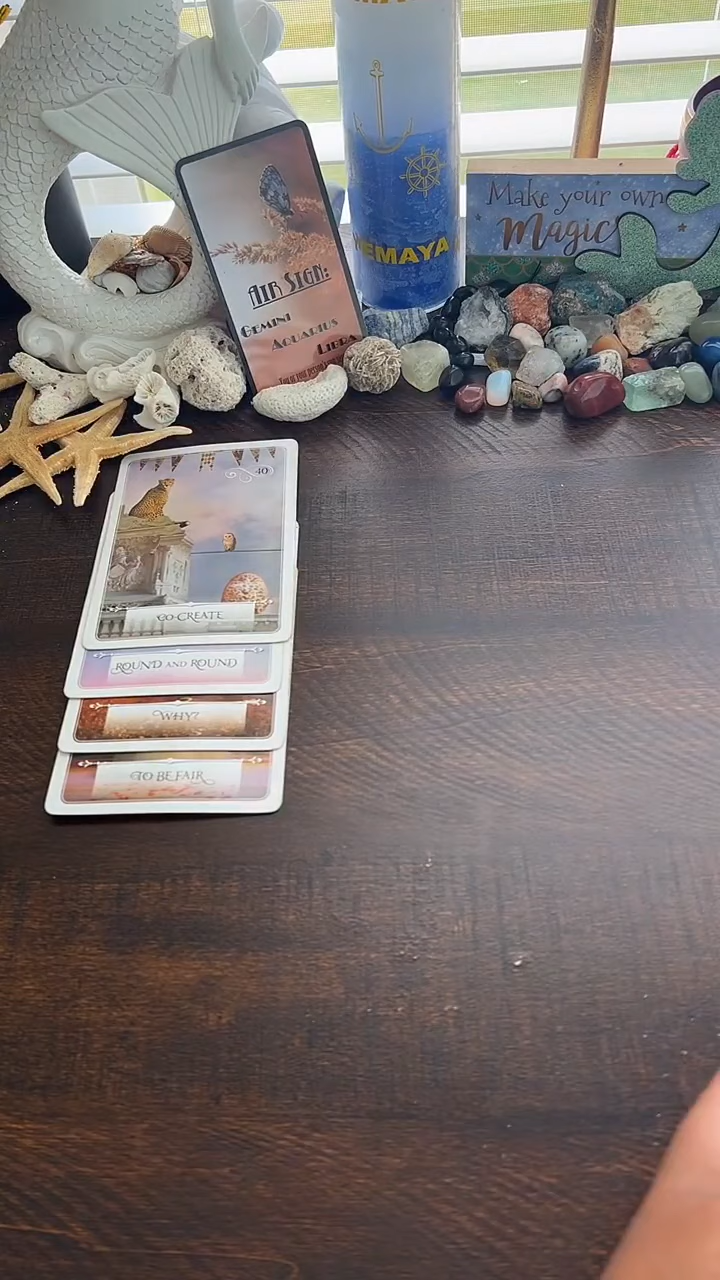 YEMAYA
Make your own
Magic
AIR SIGN:
GEMINI
AQUARIUS
LIBRA
40
CO-CREATE
ROUND AND ROUND
WHY?
TO BE FAIR